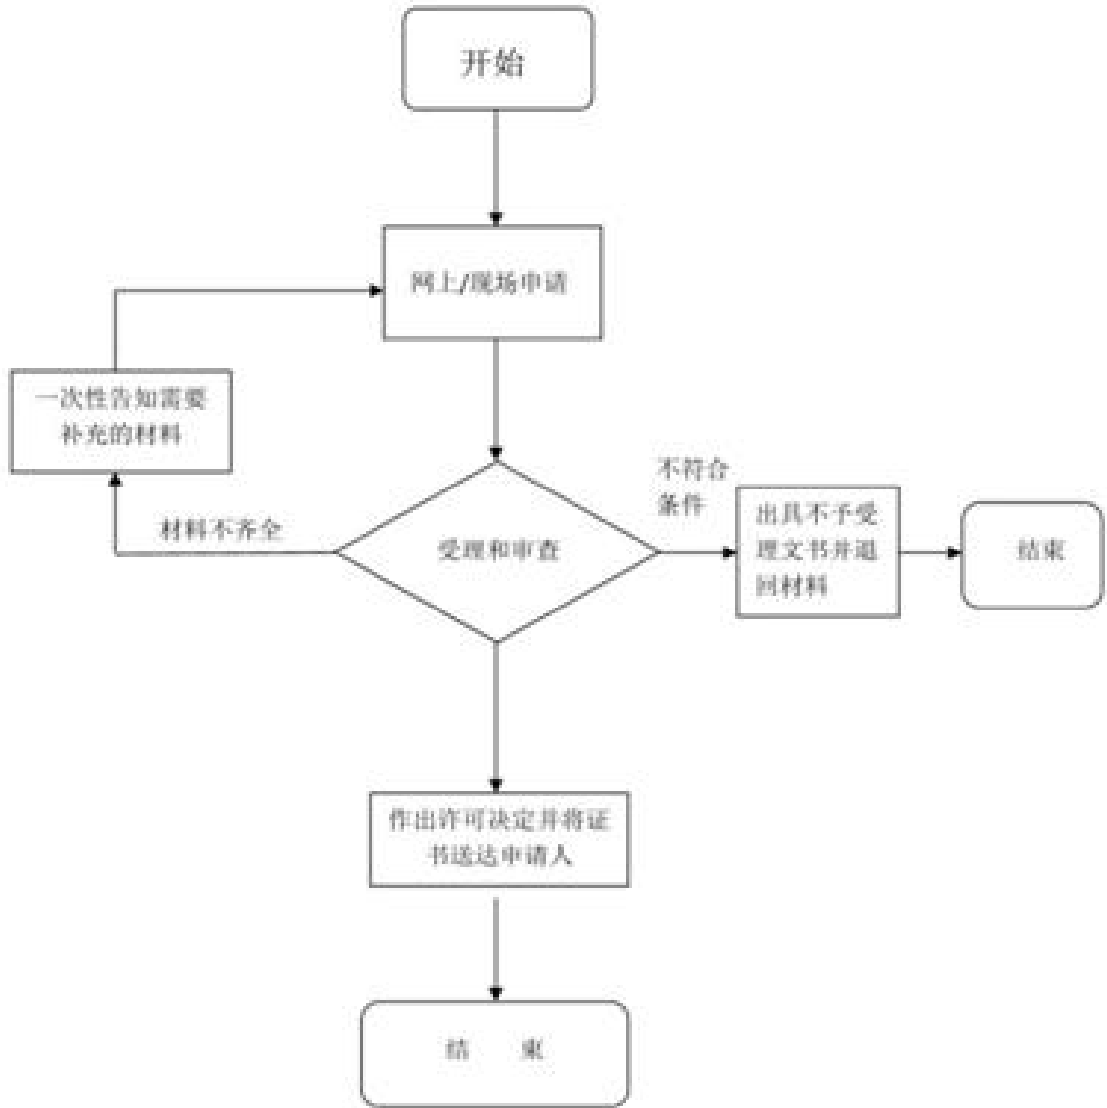 开始
网上/现场申请
一次性告知需要
补充的材料
材料不齐全
受理和审查
不符合
条件
出具不予受
理文书并退
回材料
结束
作出许可决定并将证
书送达申请人
结 束